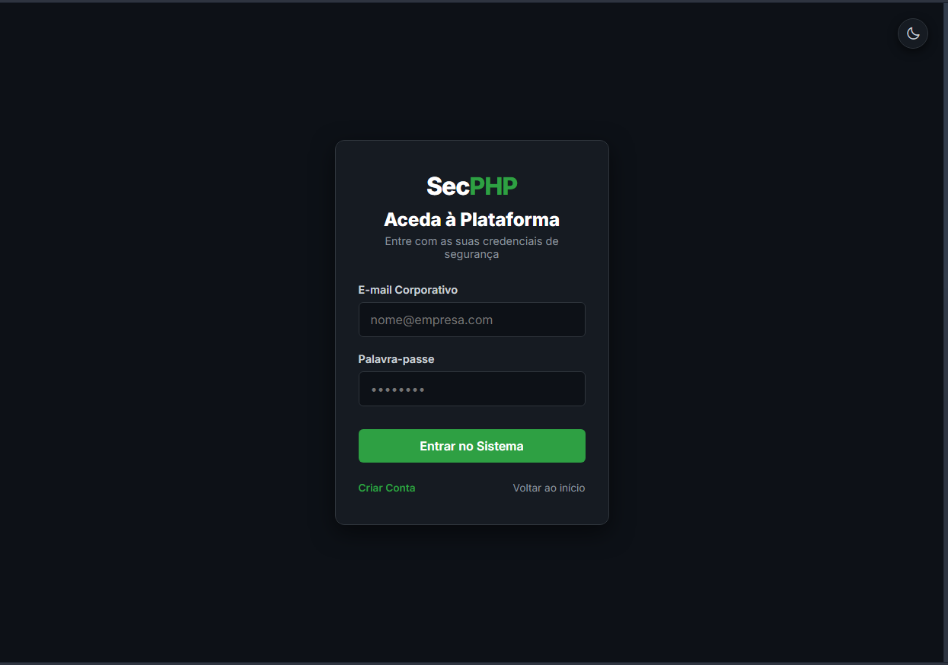 SecPHP
Aceda à Plataforma
Entre com as suas credenciais de
segurança
E-mail Corporativo
nome@empresa.com
Palavra-passe
••••••••
Entrar no Sistema
Criar Conta
Voltar ao início